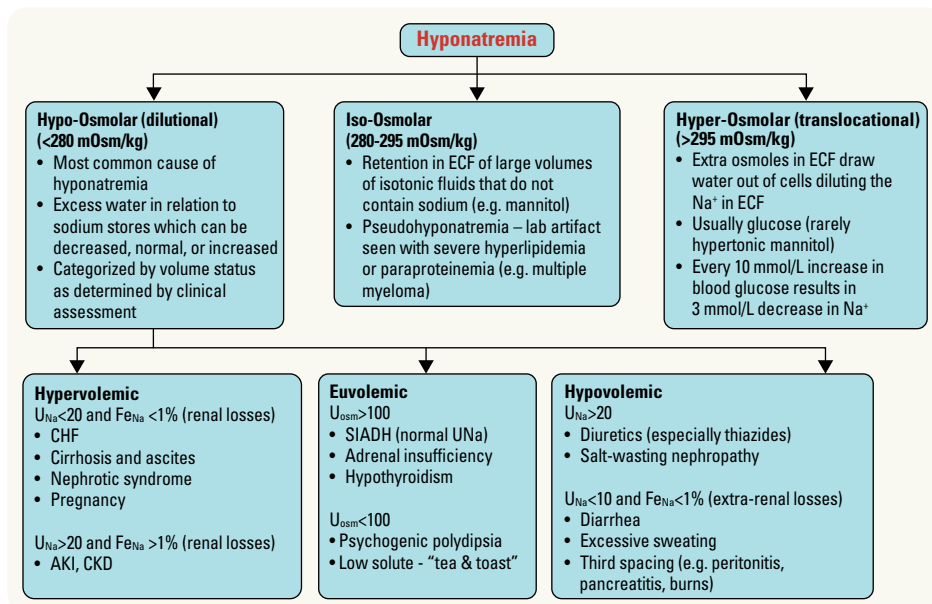 Hyponatremia
Hypo-Osmolar (dilutional)
(<280 mOsm/kg)
• Most common cause of
hyponatremia
• Excess water in relation to
sodium stores which can be
decreased, normal, or increased
• Categorized by volume status
as determined by clinical
assessment
Iso-Osmolar
(280-295 mOsm/kg)
• Retention in ECF of large volumes
of isotonic fluids that do not
contain sodium (e.g. mannitol)
• Pseudohyponatremia – lab artifact
seen with severe hyperlipidemia
or paraproteinemia (e.g. multiple
myeloma)
Hyper-Osmolar (translocational)
(>295 mOsm/kg)
• Extra osmoles in ECF draw
water out of cells diluting the
Na⁺ in ECF
• Usually glucose (rarely
hypertonic mannitol)
• Every 10 mmol/L increase in
blood glucose results in
3 mmol/L decrease in Na⁺
Hypervolemic
UNa<20 and FeNa <1% (renal losses)
• CHF
• Cirrhosis and ascites
• Nephrotic syndrome
• Pregnancy
UNa>20 and FeNa >1% (renal losses)
• AKI, CKD
Euvolemic
Uosm>100
• SIADH (normal UNa)
• Adrenal insufficiency
• Hypothyroidism
Uosm<100
• Psychogenic polydipsia
• Low solute - “tea & toast”
Hypovolemic
UNa>20
• Diuretics (especially thiazides)
• Salt-wasting nephropathy
UNa<10 and FeNa<1% (extra-renal losses)
• Diarrhea
• Excessive sweating
• Third spacing (e.g. peritonitis,
pancreatitis, burns)